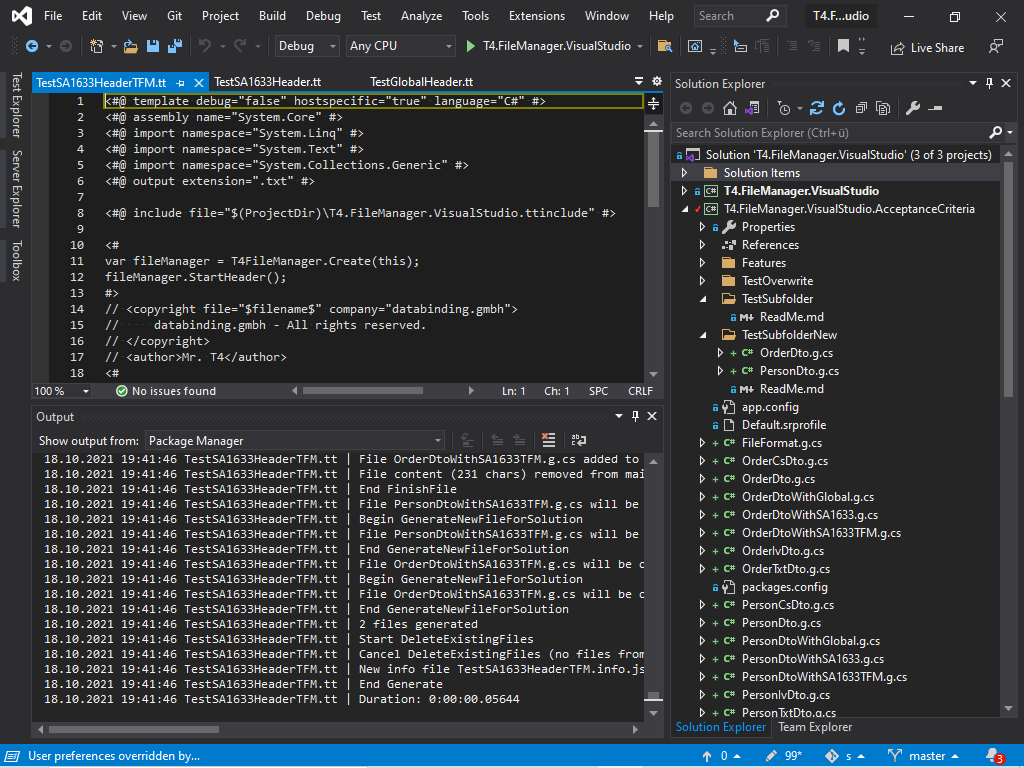 File Edit View Git Project Build Debug Test Analyze Tools Extensions Window Help Search T4.F...udio
Debug Any CPU T4.FileManager.VisualStudio Live Share
Test Explorer
Server Explorer
Toolbox
TestSA1633HeaderTFM.tt TestSA1633Header.tt TestGlobalHeader.tt
1 <#@ template debug="false" hostspecific="true" language="C#" #>
2 <#@ assembly name="System.Core" #>
3 <#@ import namespace="System.Linq" #>
4 <#@ import namespace="System.Text" #>
5 <#@ import namespace="System.Collections.Generic" #>
6 <#@ output extension=".txt" #>
7
8 <#@ include file="$(ProjectDir)\T4.FileManager.VisualStudio.ttinclude" #>
9
10 <#
11 var fileManager = T4FileManager.Create(this);
12 fileManager.StartHeader();
13 #>
14 // <copyright file="$filename$" company="databinding.gmbh">
15 //     databinding.gmbh - All rights reserved.
16 // </copyright>
17 // <author>Mr. T4</author>
18 <#
100 % No issues found Ln: 1 Ch: 1 SPC CRLF
Output
Show output from: Package Manager
18.10.2021 19:41:46 TestSA1633HeaderTFM.tt | File OrderDtoWithSA1633TFM.g.cs added to
18.10.2021 19:41:46 TestSA1633HeaderTFM.tt | File content (231 chars) removed from mai
18.10.2021 19:41:46 TestSA1633HeaderTFM.tt | End FinishFile
18.10.2021 19:41:46 TestSA1633HeaderTFM.tt | File PersonDtoWithSA1633TFM.g.cs will be
18.10.2021 19:41:46 TestSA1633HeaderTFM.tt | Begin GenerateNewFileForSolution
18.10.2021 19:41:46 TestSA1633HeaderTFM.tt | File PersonDtoWithSA1633TFM.g.cs will be
18.10.2021 19:41:46 TestSA1633HeaderTFM.tt | End GenerateNewFileForSolution
18.10.2021 19:41:46 TestSA1633HeaderTFM.tt | File OrderDtoWithSA1633TFM.g.cs will be c
18.10.2021 19:41:46 TestSA1633HeaderTFM.tt | Begin GenerateNewFileForSolution
18.10.2021 19:41:46 TestSA1633HeaderTFM.tt | File OrderDtoWithSA1633TFM.g.cs will be c
18.10.2021 19:41:46 TestSA1633HeaderTFM.tt | End GenerateNewFileForSolution
18.10.2021 19:41:46 TestSA1633HeaderTFM.tt | 2 files generated
18.10.2021 19:41:46 TestSA1633HeaderTFM.tt | Start DeleteExistingFiles
18.10.2021 19:41:46 TestSA1633HeaderTFM.tt | Cancel DeleteExistingFiles (no files from
18.10.2021 19:41:46 TestSA1633HeaderTFM.tt | New info file TestSA1633HeaderTFM.info.js
18.10.2021 19:41:46 TestSA1633HeaderTFM.tt | End Generate
18.10.2021 19:41:46 TestSA1633HeaderTFM.tt | Duration: 0:00:00.05644
Solution Explorer
Search Solution Explorer (Ctrl+ü)
Solution 'T4.FileManager.VisualStudio' (3 of 3 projects)
Solution Items
C# T4.FileManager.VisualStudio
C# T4.FileManager.VisualStudio.AcceptanceCriteria
Properties
References
Features
TestOverwrite
TestSubfolder
M↓ ReadMe.md
TestSubfolderNew
+ C# OrderDto.g.cs
+ C# PersonDto.g.cs
M↓ ReadMe.md
app.config
Default.srprofile
+ C# FileFormat.g.cs
+ C# OrderCsDto.g.cs
+ C# OrderDto.g.cs
+ C# OrderDtoWithGlobal.g.cs
+ C# OrderDtoWithSA1633.g.cs
+ C# OrderDtoWithSA1633TFM.g.cs
+ C# OrderIvDto.g.cs
+ C# OrderTxtDto.g.cs
packages.config
+ C# PersonCsDto.g.cs
+ C# PersonDto.g.cs
+ C# PersonDtoWithGlobal.g.cs
+ C# PersonDtoWithSA1633.g.cs
+ C# PersonDtoWithSA1633TFM.g.cs
+ C# PersonIvDto.g.cs
+ C# PersonTxtDto.g.cs
Solution Explorer Team Explorer
User preferences overridden by... 0 99* s master 3